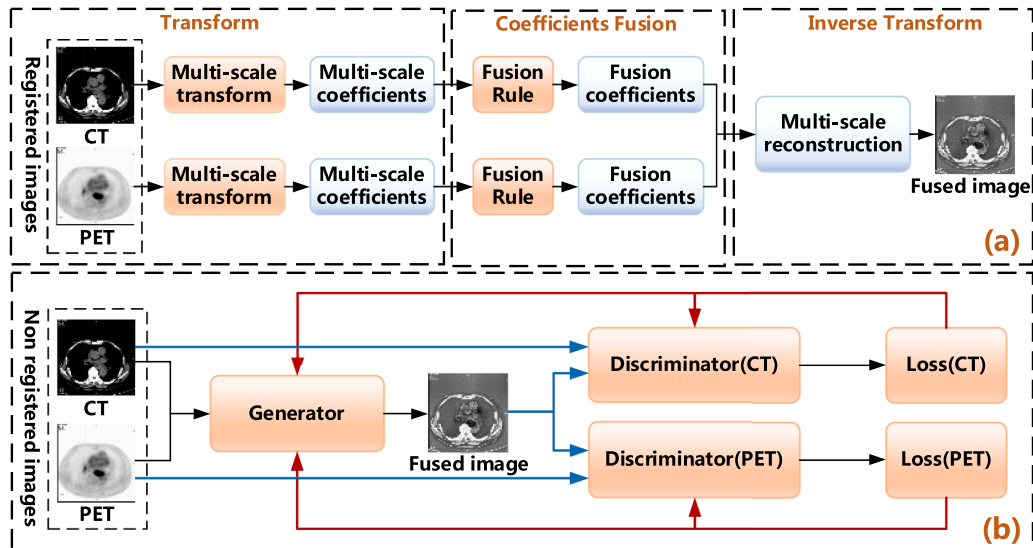 Transform
Coefficients Fusion
Inverse Transform
Registered images
CT
PET
Multi-scale
transform
Multi-scale
coefficients
Fusion
Rule
Fusion
coefficients
Multi-scale
transform
Multi-scale
coefficients
Fusion
Rule
Fusion
coefficients
Multi-scale
reconstruction
Fused image
(a)
Non registered images
CT
PET
Generator
Fused image
Discriminator(CT)
Loss(CT)
Discriminator(PET)
Loss(PET)
(b)